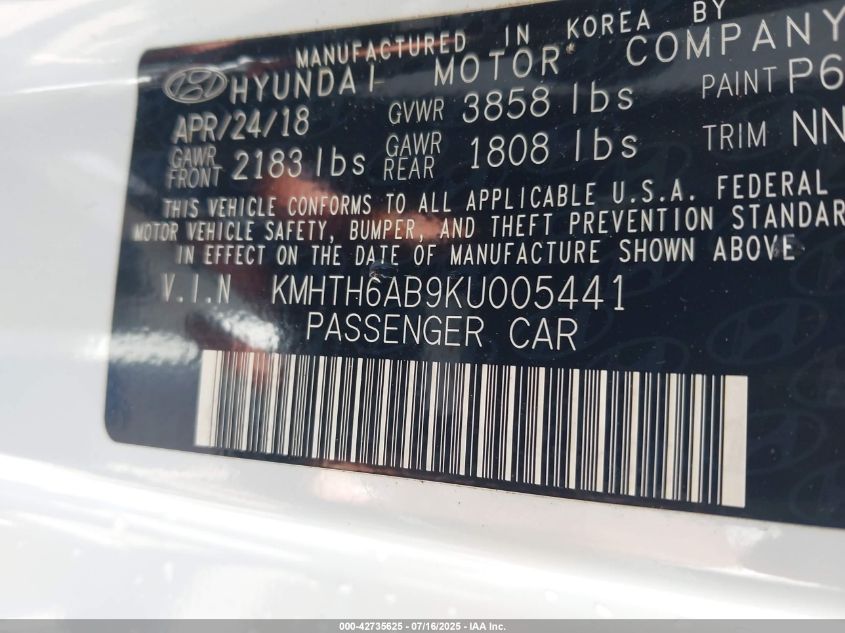 MANUFACTURED IN KOREA BY
HYUNDAI MOTOR COMPANY
APR/24/18 GVWR 3858 lbs PAINT P6
GAWR FRONT 2183 lbs GAWR REAR 1808 lbs TRIM NN
THIS VEHICLE CONFORMS TO ALL APPLICABLE U.S.A. FEDERAL
MOTOR VEHICLE SAFETY, BUMPER, AND THEFT PREVENTION STANDAR
IN EFFECT ON THE DATE OF MANUFACTURE SHOWN ABOVE
V.I.N KMHTH6AB9KU005441
PASSENGER CAR
000-42735625 - 07/16/2025 - IAA Inc.